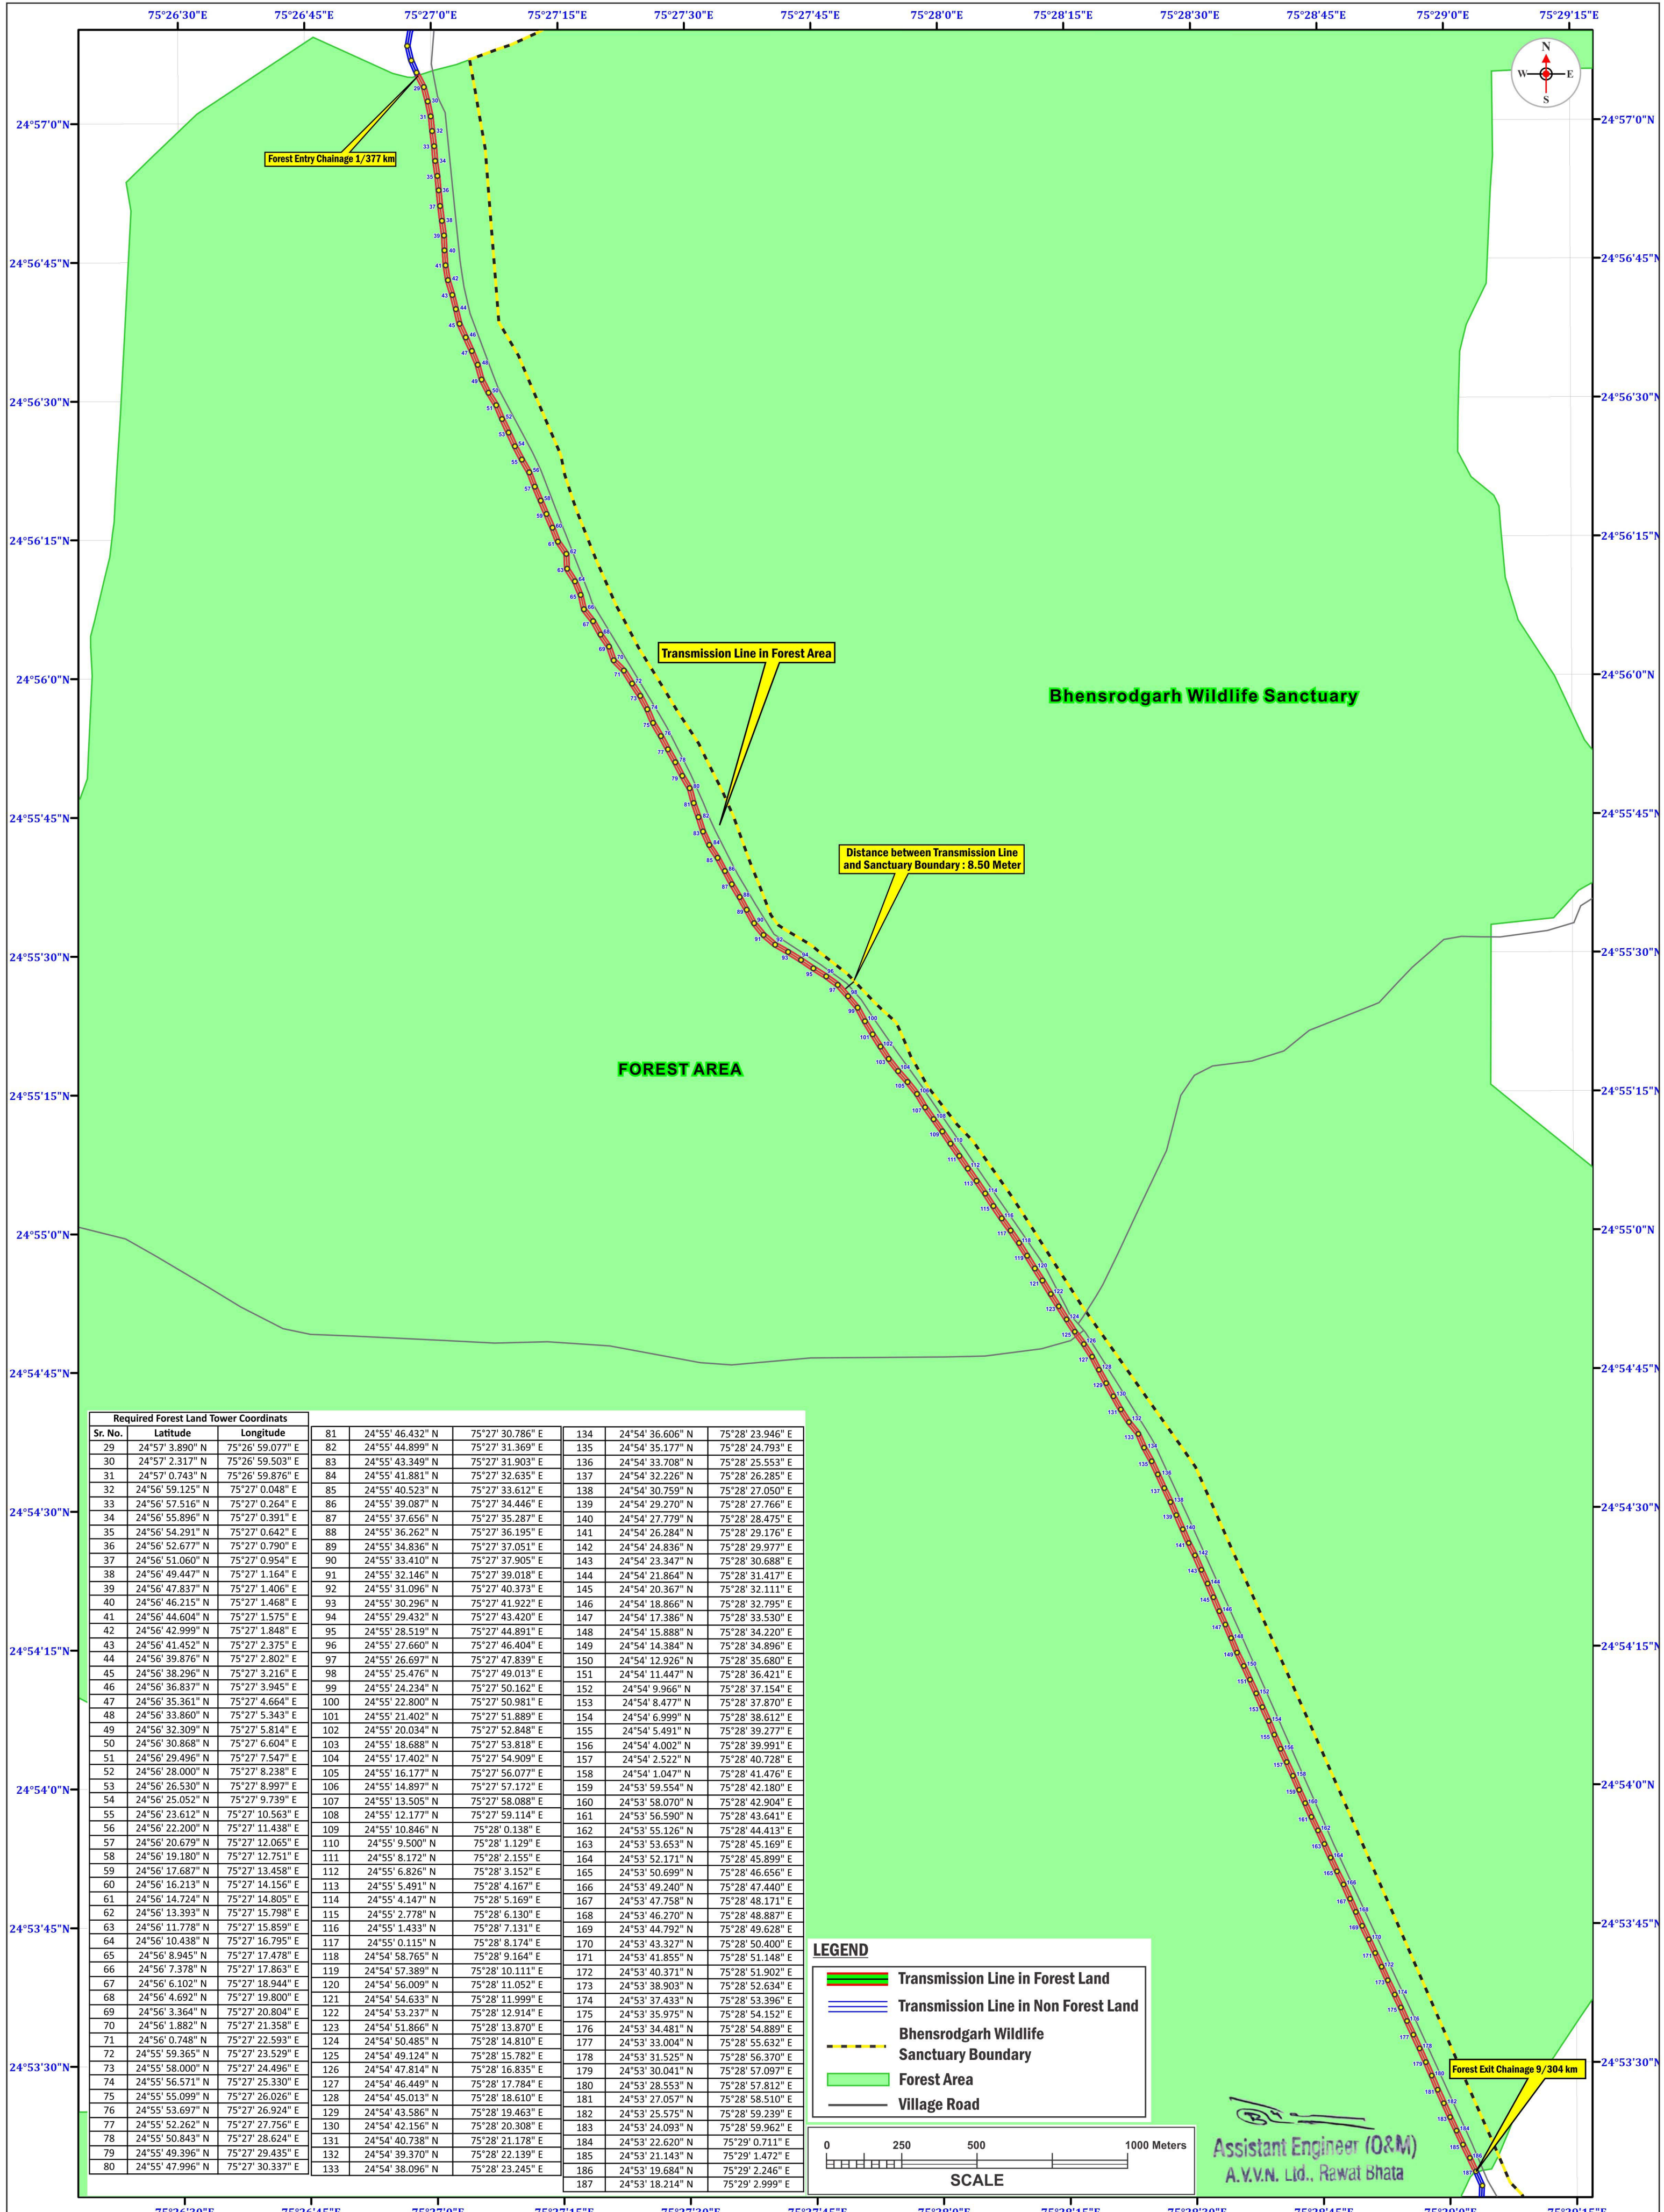 75°26'30"E 75°26'45"E 75°27'0"E 75°27'15"E 75°27'30"E 75°27'45"E 75°28'0"E 75°28'15"E 75°28'30"E 75°28'45"E 75°29'0"E 75°29'15"E
N
W E
S
24°57'0"N 24°57'0"N
Forest Entry Chainage 1/377 km
24°56'45"N 24°56'45"N
24°56'30"N 24°56'30"N
24°56'15"N 24°56'15"N
Transmission Line in Forest Area
24°56'0"N 24°56'0"N
Bhensrodgarh Wildlife Sanctuary
24°55'45"N 24°55'45"N
Distance between Transmission Line
and Sanctuary Boundary : 8.50 Meter
24°55'30"N 24°55'30"N
FOREST AREA
24°55'15"N 24°55'15"N
24°55'0"N 24°55'0"N
24°54'45"N 24°54'45"N
24°54'30"N 24°54'30"N
24°54'15"N 24°54'15"N
24°54'0"N 24°54'0"N
24°53'45"N 24°53'45"N
24°53'30"N 24°53'30"N
Required Forest Land Tower Coordinats
Sr. No. Latitude Longitude
29 24°57' 3.890" N 75°26' 59.077" E
30 24°57' 2.317" N 75°26' 59.503" E
31 24°57' 0.743" N 75°26' 59.876" E
32 24°56' 59.125" N 75°27' 0.048" E
33 24°56' 57.516" N 75°27' 0.264" E
34 24°56' 55.896" N 75°27' 0.391" E
35 24°56' 54.291" N 75°27' 0.642" E
36 24°56' 52.677" N 75°27' 0.790" E
37 24°56' 51.060" N 75°27' 0.954" E
38 24°56' 49.447" N 75°27' 1.164" E
39 24°56' 47.837" N 75°27' 1.406" E
40 24°56' 46.215" N 75°27' 1.468" E
41 24°56' 44.604" N 75°27' 1.575" E
42 24°56' 42.999" N 75°27' 1.848" E
43 24°56' 41.452" N 75°27' 2.375" E
44 24°56' 39.876" N 75°27' 2.802" E
45 24°56' 38.296" N 75°27' 3.216" E
46 24°56' 36.837" N 75°27' 3.945" E
47 24°56' 35.361" N 75°27' 4.664" E
48 24°56' 33.860" N 75°27' 5.343" E
49 24°56' 32.309" N 75°27' 5.814" E
50 24°56' 30.868" N 75°27' 6.604" E
51 24°56' 29.496" N 75°27' 7.547" E
52 24°56' 28.000" N 75°27' 8.238" E
53 24°56' 26.530" N 75°27' 8.997" E
54 24°56' 25.052" N 75°27' 9.739" E
55 24°56' 23.612" N 75°27' 10.563" E
56 24°56' 22.200" N 75°27' 11.438" E
57 24°56' 20.679" N 75°27' 12.065" E
58 24°56' 19.180" N 75°27' 12.751" E
59 24°56' 17.687" N 75°27' 13.458" E
60 24°56' 16.213" N 75°27' 14.156" E
61 24°56' 14.724" N 75°27' 14.805" E
62 24°56' 13.393" N 75°27' 15.798" E
63 24°56' 11.778" N 75°27' 15.859" E
64 24°56' 10.438" N 75°27' 16.795" E
65 24°56' 8.945" N 75°27' 17.478" E
66 24°56' 7.378" N 75°27' 17.863" E
67 24°56' 6.102" N 75°27' 18.944" E
68 24°56' 4.692" N 75°27' 19.800" E
69 24°56' 3.364" N 75°27' 20.804" E
70 24°56' 1.882" N 75°27' 21.358" E
71 24°56' 0.748" N 75°27' 22.593" E
72 24°55' 59.365" N 75°27' 23.529" E
73 24°55' 58.000" N 75°27' 24.496" E
74 24°55' 56.571" N 75°27' 25.330" E
75 24°55' 55.099" N 75°27' 26.026" E
76 24°55' 53.697" N 75°27' 26.924" E
77 24°55' 52.262" N 75°27' 27.756" E
78 24°55' 50.843" N 75°27' 28.624" E
79 24°55' 49.396" N 75°27' 29.435" E
80 24°55' 47.996" N 75°27' 30.337" E
81 24°55' 46.432" N 75°27' 30.786" E
82 24°55' 44.899" N 75°27' 31.369" E
83 24°55' 43.349" N 75°27' 31.903" E
84 24°55' 41.881" N 75°27' 32.635" E
85 24°55' 40.523" N 75°27' 33.612" E
86 24°55' 39.087" N 75°27' 34.446" E
87 24°55' 37.656" N 75°27' 35.287" E
88 24°55' 36.262" N 75°27' 36.195" E
89 24°55' 34.836" N 75°27' 37.051" E
90 24°55' 33.410" N 75°27' 37.905" E
91 24°55' 32.146" N 75°27' 39.018" E
92 24°55' 31.096" N 75°27' 40.373" E
93 24°55' 30.296" N 75°27' 41.922" E
94 24°55' 29.432" N 75°27' 43.420" E
95 24°55' 28.519" N 75°27' 44.891" E
96 24°55' 27.660" N 75°27' 46.404" E
97 24°55' 26.697" N 75°27' 47.839" E
98 24°55' 25.476" N 75°27' 49.013" E
99 24°55' 24.234" N 75°27' 50.162" E
100 24°55' 22.800" N 75°27' 50.981" E
101 24°55' 21.402" N 75°27' 51.889" E
102 24°55' 20.034" N 75°27' 52.848" E
103 24°55' 18.688" N 75°27' 53.818" E
104 24°55' 17.402" N 75°27' 54.909" E
105 24°55' 16.177" N 75°27' 56.077" E
106 24°55' 14.897" N 75°27' 57.172" E
107 24°55' 13.505" N 75°27' 58.088" E
108 24°55' 12.177" N 75°27' 59.114" E
109 24°55' 10.846" N 75°28' 0.138" E
110 24°55' 9.500" N 75°28' 1.129" E
111 24°55' 8.172" N 75°28' 2.155" E
112 24°55' 6.826" N 75°28' 3.152" E
113 24°55' 5.491" N 75°28' 4.167" E
114 24°55' 4.147" N 75°28' 5.169" E
115 24°55' 2.778" N 75°28' 6.130" E
116 24°55' 1.433" N 75°28' 7.131" E
117 24°55' 0.115" N 75°28' 8.174" E
118 24°54' 58.765" N 75°28' 9.164" E
119 24°54' 57.389" N 75°28' 10.111" E
120 24°54' 56.009" N 75°28' 11.052" E
121 24°54' 54.633" N 75°28' 11.999" E
122 24°54' 53.237" N 75°28' 12.914" E
123 24°54' 51.866" N 75°28' 13.870" E
124 24°54' 50.485" N 75°28' 14.810" E
125 24°54' 49.124" N 75°28' 15.782" E
126 24°54' 47.814" N 75°28' 16.835" E
127 24°54' 46.449" N 75°28' 17.784" E
128 24°54' 45.013" N 75°28' 18.610" E
129 24°54' 43.586" N 75°28' 19.463" E
130 24°54' 42.156" N 75°28' 20.308" E
131 24°54' 40.738" N 75°28' 21.178" E
132 24°54' 39.370" N 75°28' 22.139" E
133 24°54' 38.096" N 75°28' 23.245" E
134 24°54' 36.606" N 75°28' 23.946" E
135 24°54' 35.177" N 75°28' 24.793" E
136 24°54' 33.708" N 75°28' 25.553" E
137 24°54' 32.226" N 75°28' 26.285" E
138 24°54' 30.759" N 75°28' 27.050" E
139 24°54' 29.270" N 75°28' 27.766" E
140 24°54' 27.779" N 75°28' 28.475" E
141 24°54' 26.284" N 75°28' 29.176" E
142 24°54' 24.836" N 75°28' 29.977" E
143 24°54' 23.347" N 75°28' 30.688" E
144 24°54' 21.864" N 75°28' 31.417" E
145 24°54' 20.367" N 75°28' 32.111" E
146 24°54' 18.866" N 75°28' 32.795" E
147 24°54' 17.386" N 75°28' 33.530" E
148 24°54' 15.888" N 75°28' 34.220" E
149 24°54' 14.384" N 75°28' 34.896" E
150 24°54' 12.926" N 75°28' 35.680" E
151 24°54' 11.447" N 75°28' 36.421" E
152 24°54' 9.966" N 75°28' 37.154" E
153 24°54' 8.477" N 75°28' 37.870" E
154 24°54' 6.999" N 75°28' 38.612" E
155 24°54' 5.491" N 75°28' 39.277" E
156 24°54' 4.002" N 75°28' 39.991" E
157 24°54' 2.522" N 75°28' 40.728" E
158 24°54' 1.047" N 75°28' 41.476" E
159 24°53' 59.554" N 75°28' 42.180" E
160 24°53' 58.070" N 75°28' 42.904" E
161 24°53' 56.590" N 75°28' 43.641" E
162 24°53' 55.126" N 75°28' 44.413" E
163 24°53' 53.653" N 75°28' 45.169" E
164 24°53' 52.171" N 75°28' 45.899" E
165 24°53' 50.699" N 75°28' 46.656" E
166 24°53' 49.240" N 75°28' 47.440" E
167 24°53' 47.758" N 75°28' 48.171" E
168 24°53' 46.270" N 75°28' 48.887" E
169 24°53' 44.792" N 75°28' 49.628" E
170 24°53' 43.327" N 75°28' 50.400" E
171 24°53' 41.855" N 75°28' 51.148" E
172 24°53' 40.371" N 75°28' 51.902" E
173 24°53' 38.903" N 75°28' 52.634" E
174 24°53' 37.433" N 75°28' 53.396" E
175 24°53' 35.975" N 75°28' 54.152" E
176 24°53' 34.481" N 75°28' 54.889" E
177 24°53' 33.004" N 75°28' 55.632" E
178 24°53' 31.525" N 75°28' 56.370" E
179 24°53' 30.041" N 75°28' 57.097" E
180 24°53' 28.553" N 75°28' 57.812" E
181 24°53' 27.057" N 75°28' 58.510" E
182 24°53' 25.575" N 75°28' 59.239" E
183 24°53' 24.093" N 75°28' 59.962" E
184 24°53' 22.620" N 75°29' 0.711" E
185 24°53' 21.143" N 75°29' 1.472" E
186 24°53' 19.684" N 75°29' 2.246" E
187 24°53' 18.214" N 75°29' 2.999" E
LEGEND
Transmission Line in Forest Land
Transmission Line in Non Forest Land
Bhensrodgarh Wildlife
Sanctuary Boundary
Forest Area
Village Road
0 250 500 1000 Meters
SCALE
Forest Exit Chainage 9/304 km
Assistant Engineer (O&M)
A.V.V.N. Ltd., Rawat Bhata
75°26'30"E 75°26'45"E 75°27'0"E 75°27'15"E 75°27'30"E 75°27'45"E 75°28'0"E 75°28'15"E 75°28'30"E 75°28'45"E 75°29'0"E 75°29'15"E